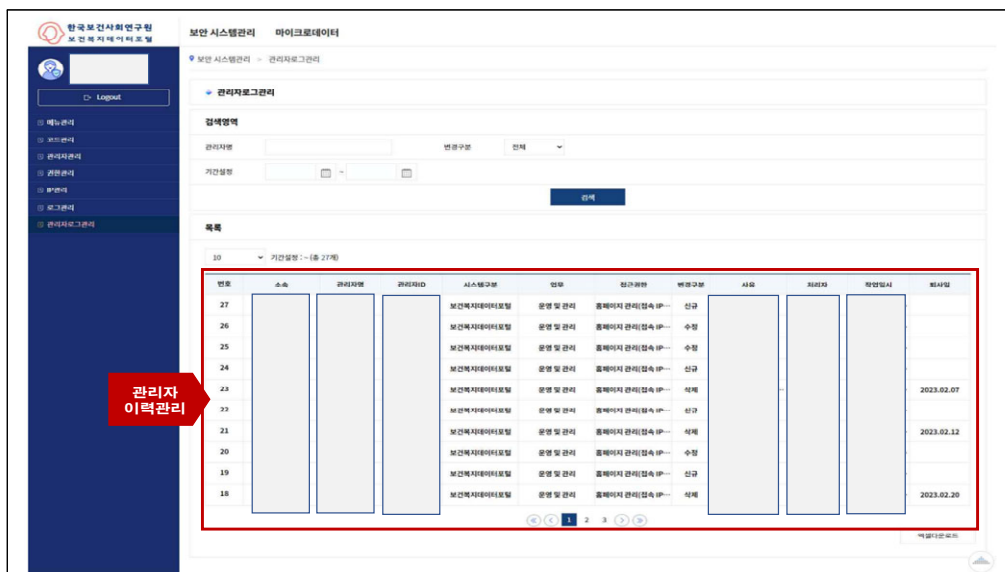 한국보건사회연구원
보건복지데이터포털
보안 시스템관리 마이크로데이터
보안 시스템관리 > 관리자로그관리
Logout
메뉴관리
코드관리
관리자관리
권한관리
IP관리
로그관리
관리자로그관리
관리자로그관리
검색영역
관리자명 변경구분 전체
기간설정 ~
검색
목록
10 기간설정 : ~ (총 27개)
번호 소속 관리자명 관리자ID 시스템구분 업무 접근권한 변경구분 사유 처리자 작업일시 퇴사일
27 보건복지데이터포털 운영 및 관리 홈페이지 관리(접속 IP… 신규
26 보건복지데이터포털 운영 및 관리 홈페이지 관리(접속 IP… 수정
25 보건복지데이터포털 운영 및 관리 홈페이지 관리(접속 IP… 수정
24 보건복지데이터포털 운영 및 관리 홈페이지 관리(접속 IP… 신규
23 보건복지데이터포털 운영 및 관리 홈페이지 관리(접속 IP… 삭제 2023.02.07
22 보건복지데이터포털 운영 및 관리 홈페이지 관리(접속 IP… 신규
21 보건복지데이터포털 운영 및 관리 홈페이지 관리(접속 IP… 삭제 2023.02.12
20 보건복지데이터포털 운영 및 관리 홈페이지 관리(접속 IP… 수정
19 보건복지데이터포털 운영 및 관리 홈페이지 관리(접속 IP… 신규
18 보건복지데이터포털 운영 및 관리 홈페이지 관리(접속 IP… 삭제 2023.02.20
관리자
이력관리
1 2 3
엑셀다운로드